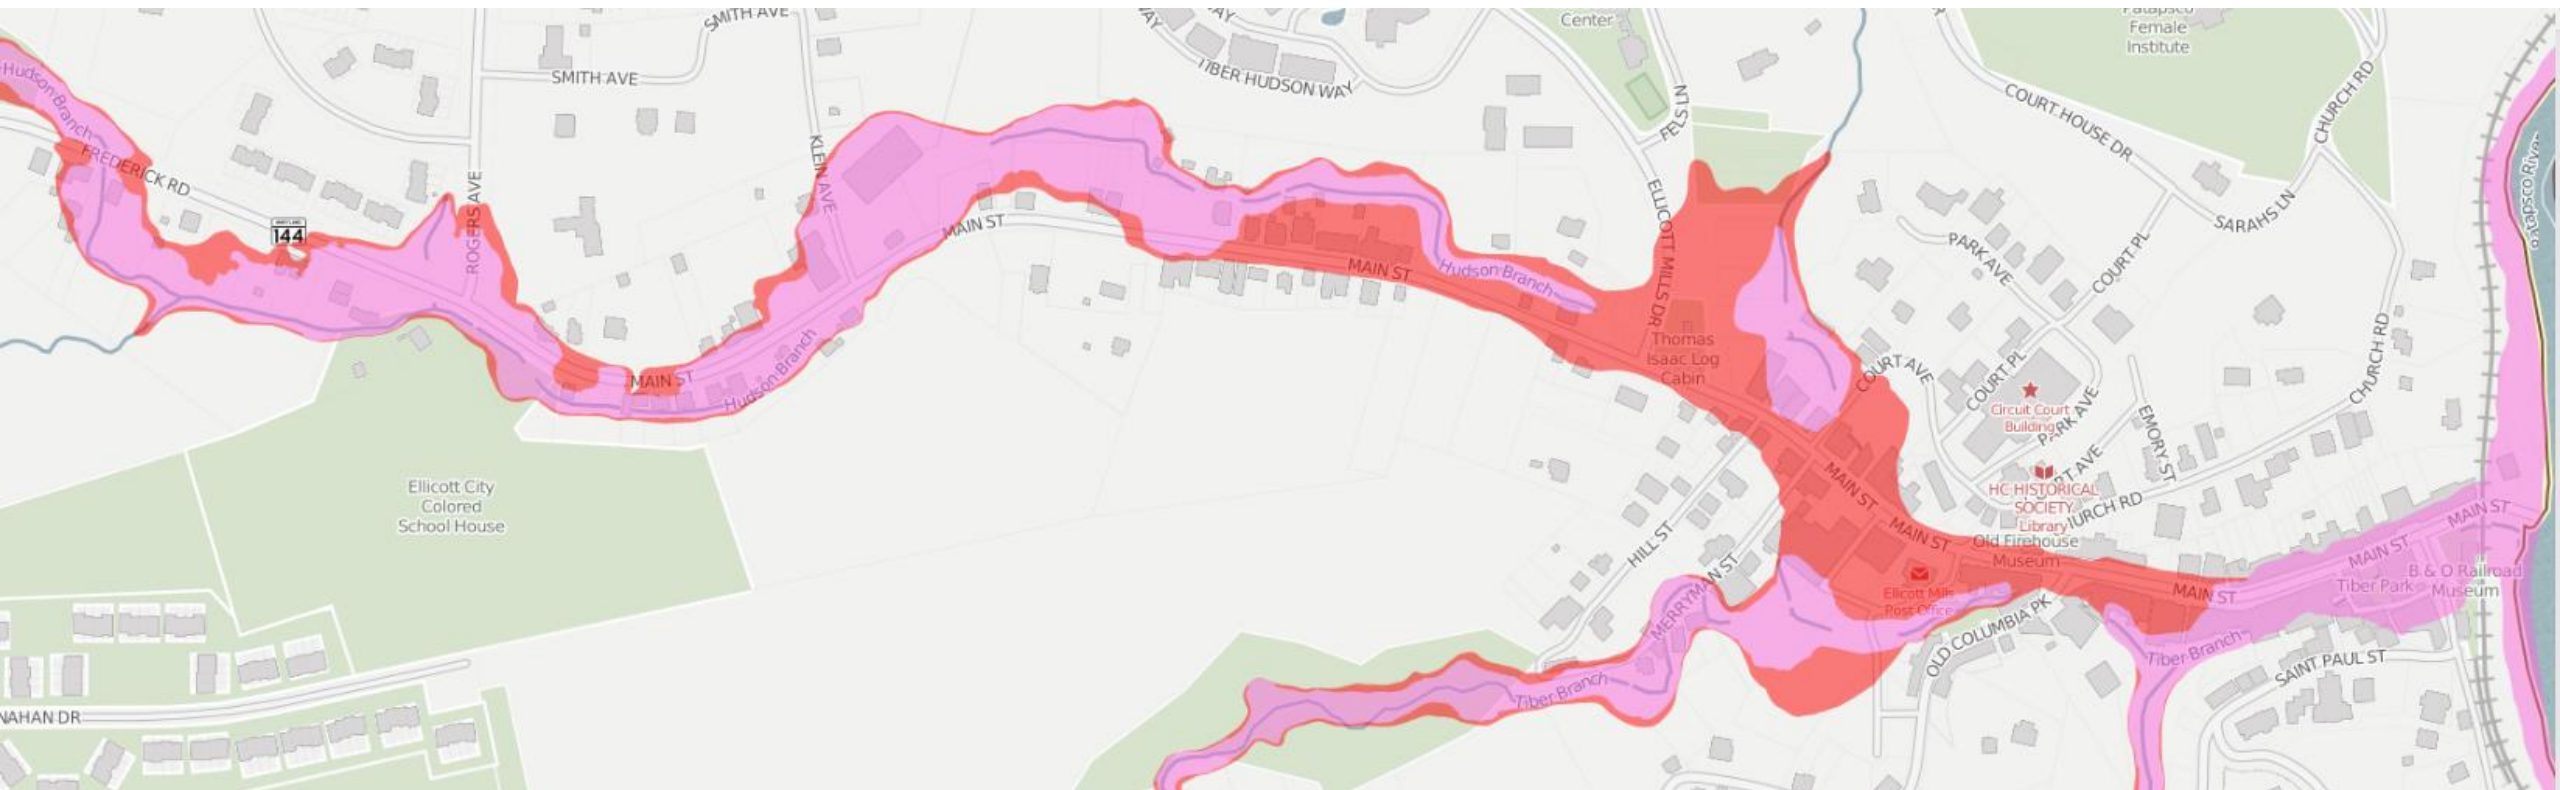 SMITH AVE
Center
Patapsco
Female
Institute
Hudson Branch
SMITH AVE
TIBER HUDSON WAY
FELS LN
COURT HOUSE DR
CHURCH RD
Patapsco River
FREDERICK RD
144
ROGERS AVE
KLEIN AVE
MAIN ST
MAIN ST
Hudson Branch
ELLICOTT MILLS DR
PARK AVE
COURT PL
SARAHS LN
Thomas
Isaac Log
Cabin
MAIN ST
Hudson Branch
COURT AVE
COURT PL
Circuit Court
Building
PARK AVE
CHURCH RD
EMORY ST
Ellicott City
Colored
School House
MAIN ST
HC HISTORICAL
SOCIETY
Library
MAIN ST
Old Firehouse
Museum
MAIN ST
MAIN ST
HILL ST
MERRYMAN ST
Ellicott Mills
Post Office
OLD COLUMBIA PK
MAIN ST
Tiber Park
B & O Railroad
Museum
Tiber Branch
SAINT PAUL ST
Tiber Branch
NAHAN DR